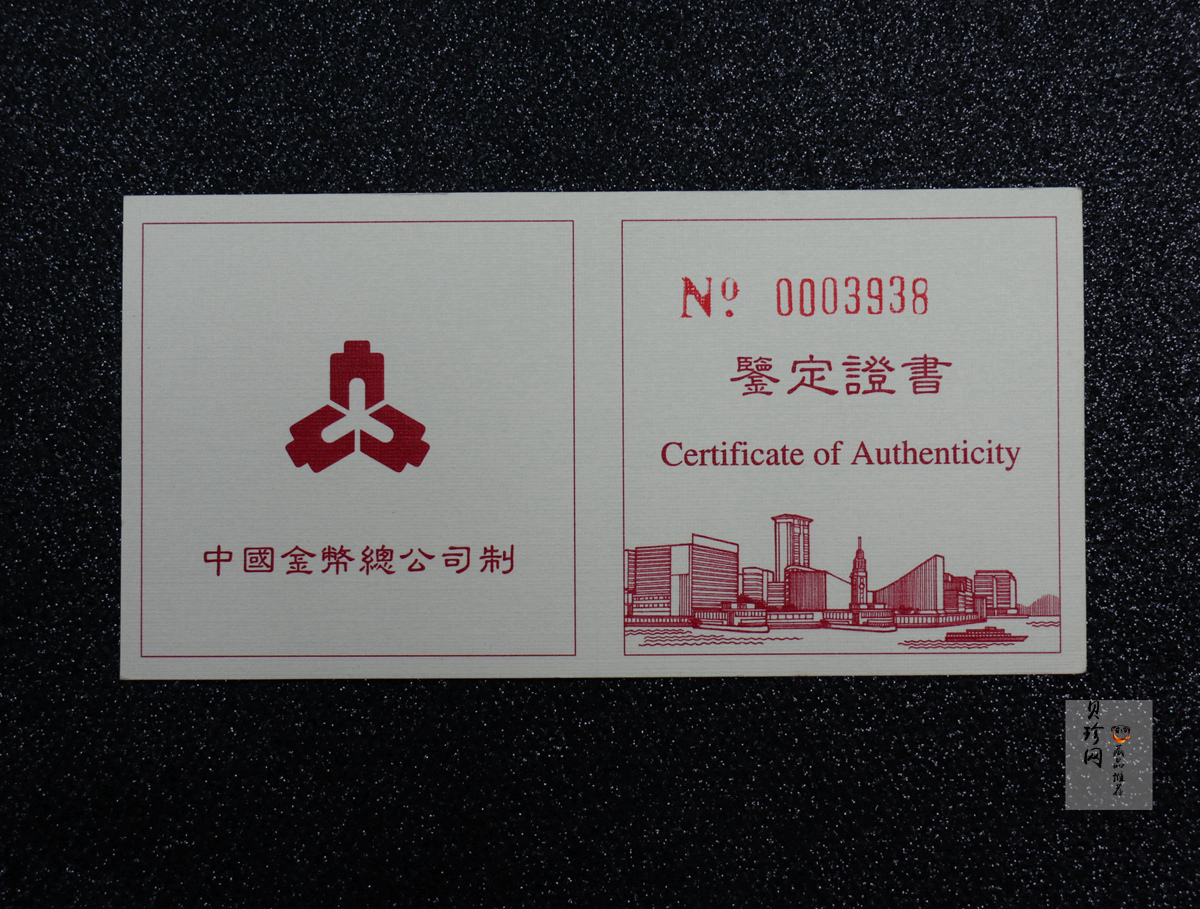 中國金幣總公司制
Nº 0003938
鑒定證書
Certificate of Authenticity
贝珍网